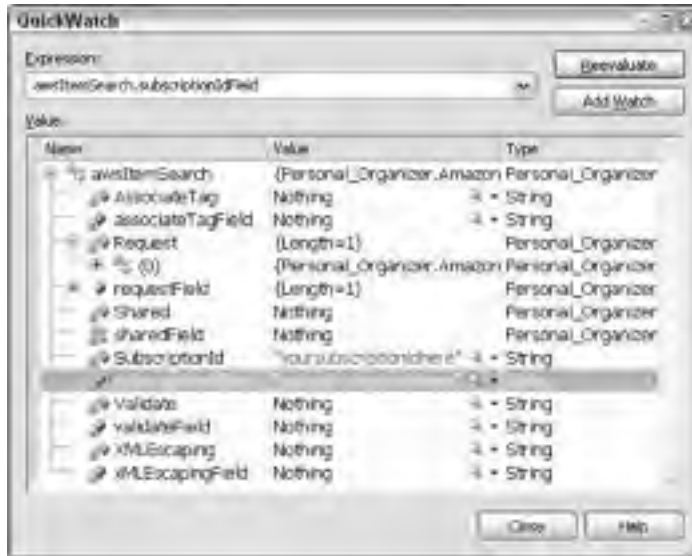 QuickWatch
Expression:
Reevaluate
awsItemSearch.subscriptionIdField
Add Watch
Value:
Name Value Type
awsItemSearch {Personal_Organizer.Amazon Personal_Organizer
AssociateTag Nothing String
associateTagField Nothing String
Request {Length=1} Personal_Organizer
(0) {Personal_Organizer.Amazon Personal_Organizer
requestField {Length=1} Personal_Organizer
Shared Nothing Personal_Organizer
sharedField Nothing Personal_Organizer
SubscriptionId "yoursubscriptionidhere" String
Validate Nothing String
validateField Nothing String
XMLEscaping Nothing String
xMLEscapingField Nothing String
Close Help